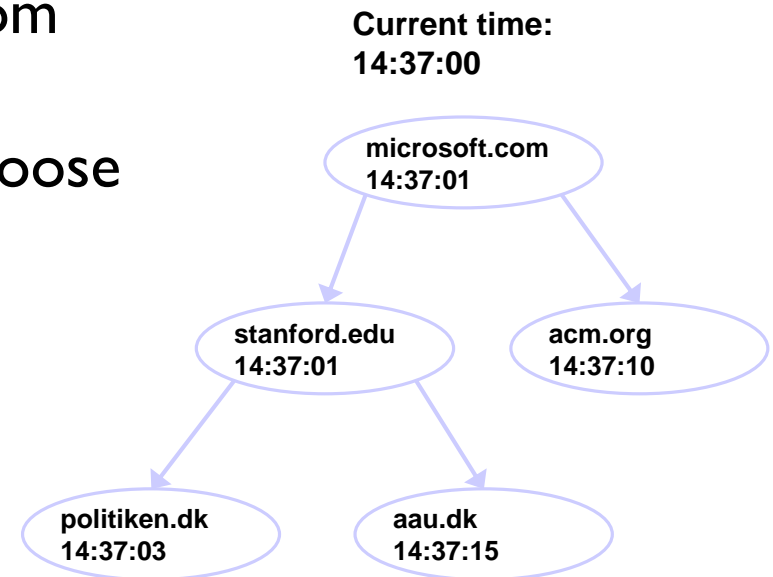 om
Current time:
14:37:00
oose
microsoft.com
14:37:01
stanford.edu
14:37:01
acm.org
14:37:10
politiken.dk
14:37:03
aau.dk
14:37:15